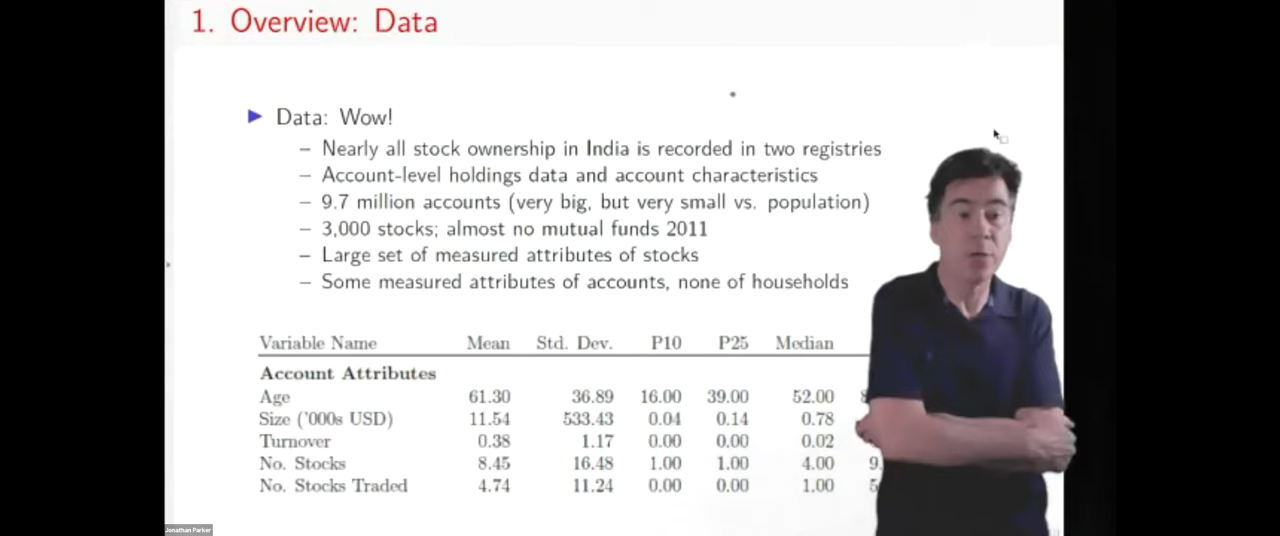 1. Overview: Data
Data: Wow!
– Nearly all stock ownership in India is recorded in two registries
– Account-level holdings data and account characteristics
– 9.7 million accounts (very big, but very small vs. population)
– 3,000 stocks; almost no mutual funds 2011
– Large set of measured attributes of stocks
– Some measured attributes of accounts, none of households
Variable Name Mean Std. Dev. P10 P25 Median
Account Attributes
Age 61.30 36.89 16.00 39.00 52.00
Size ('000s USD) 11.54 533.43 0.04 0.14 0.78
Turnover 0.38 1.17 0.00 0.00 0.02
No. Stocks 8.45 16.48 1.00 1.00 4.00 9.
No. Stocks Traded 4.74 11.24 0.00 0.00 1.00
Jonathan Parker